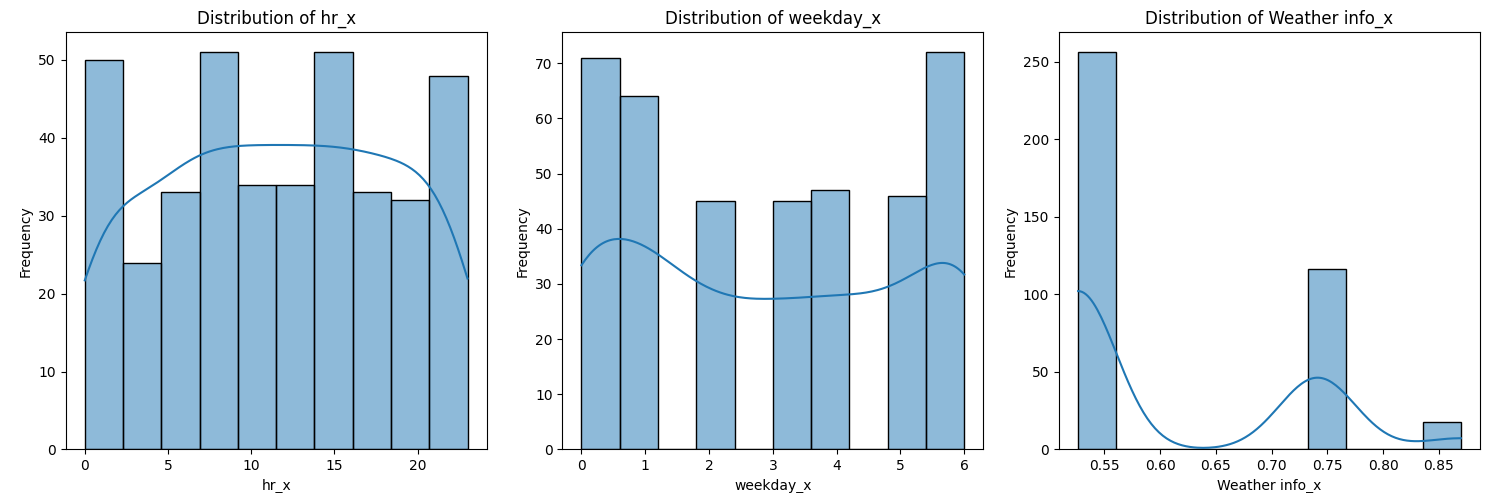 Distribution of hr_x
Frequency
50
40
30
20
10
0
0 5 10 15 20
hr_x
Distribution of weekday_x
Frequency
70
60
50
40
30
20
10
0
0 1 2 3 4 5 6
weekday_x
Distribution of Weather info_x
Frequency
250
200
150
100
50
0
0.55 0.60 0.65 0.70 0.75 0.80 0.85
Weather info_x